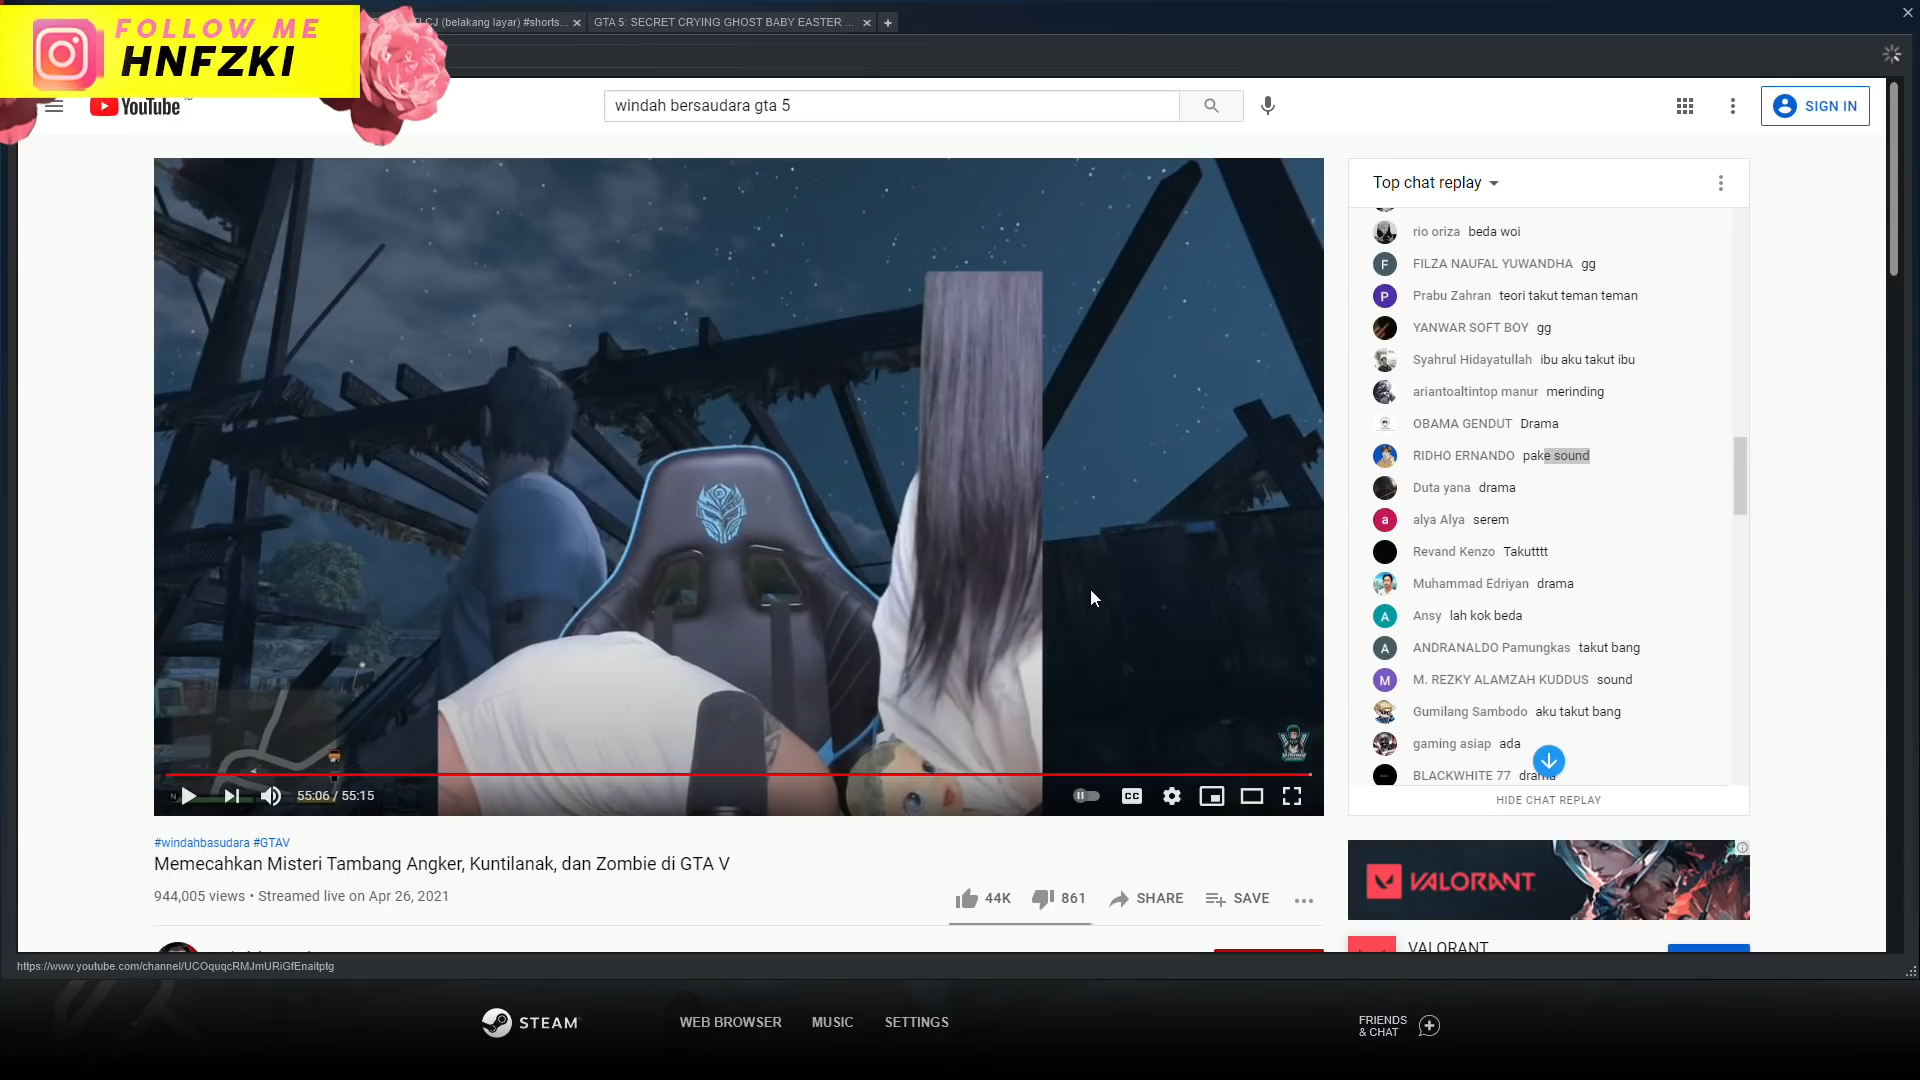 FOLLOW ME
HNFZKI
CJ (belakang layar) #shorts...
GTA 5: SECRET CRYING GHOST BABY EASTER ...
YouTube
windah bersaudara gta 5
SIGN IN
Top chat replay
rio oriza beda woi
F FILZA NAUFAL YUWANDHA gg
P Prabu Zahran teori takut teman teman
YANWAR SOFT BOY gg
Syahrul Hidayatullah ibu aku takut ibu
ariantoaltintop manur merinding
OBAMA GENDUT Drama
RIDHO ERNANDO pake sound
Duta yana drama
a alya Alya serem
Revand Kenzo Takutttt
Muhammad Edriyan drama
A Ansy lah kok beda
A ANDRANALDO Pamungkas takut bang
M M. REZKY ALAMZAH KUDDUS sound
Gumilang Sambodo aku takut bang
gaming asiap ada
BLACKWHITE 77 drama
HIDE CHAT REPLAY
N
55:06 / 55:15
CC
#windahbasudara #GTAV
Memecahkan Misteri Tambang Angker, Kuntilanak, dan Zombie di GTA V
944,005 views • Streamed live on Apr 26, 2021
44K
861
SHARE
SAVE
VALORANT
VALORANT
https://www.youtube.com/channel/UCOquqcRMJmURiGfEnaitptg
STEAM
WEB BROWSER
MUSIC
SETTINGS
FRIENDS
& CHAT